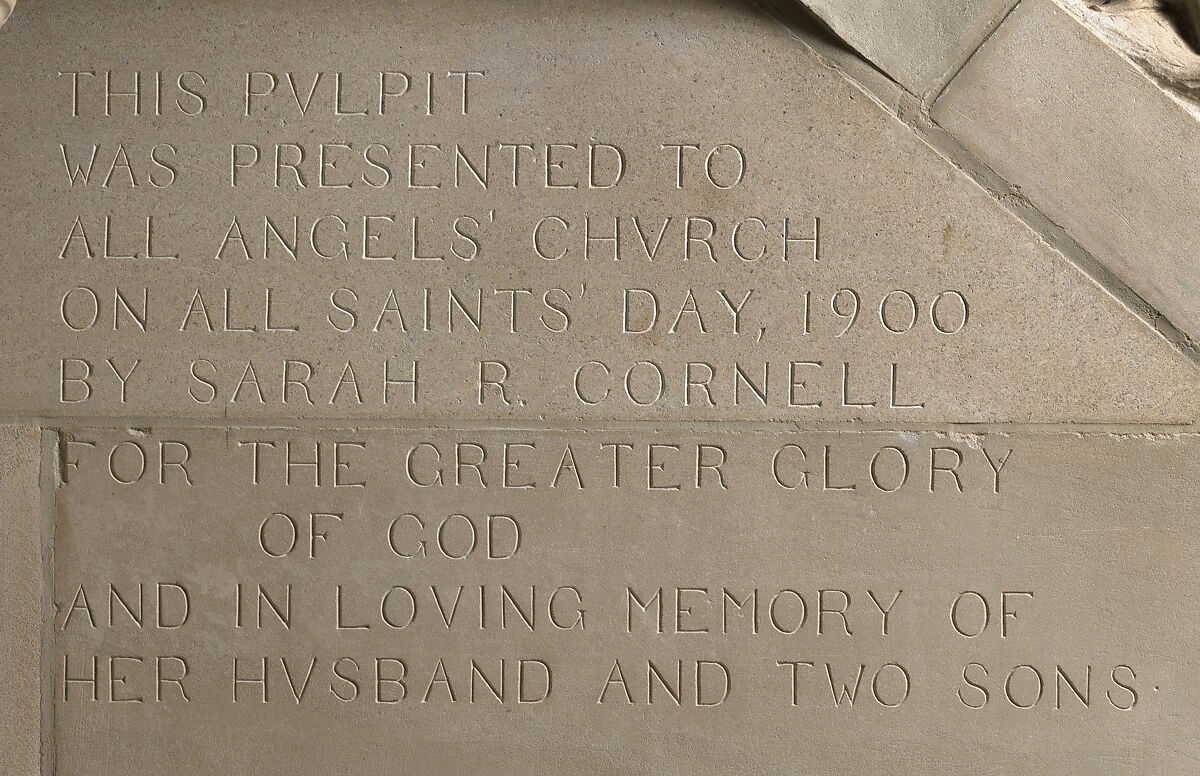 THIS PVLPIT
WAS PRESENTED TO
ALL ANGELS' CHVRCH
ON ALL SAINTS' DAY, 1900
BY SARAH R. CORNELL
FOR THE GREATER GLORY
OF GOD
AND IN LOVING MEMORY OF
HER HVSBAND AND TWO SONS·